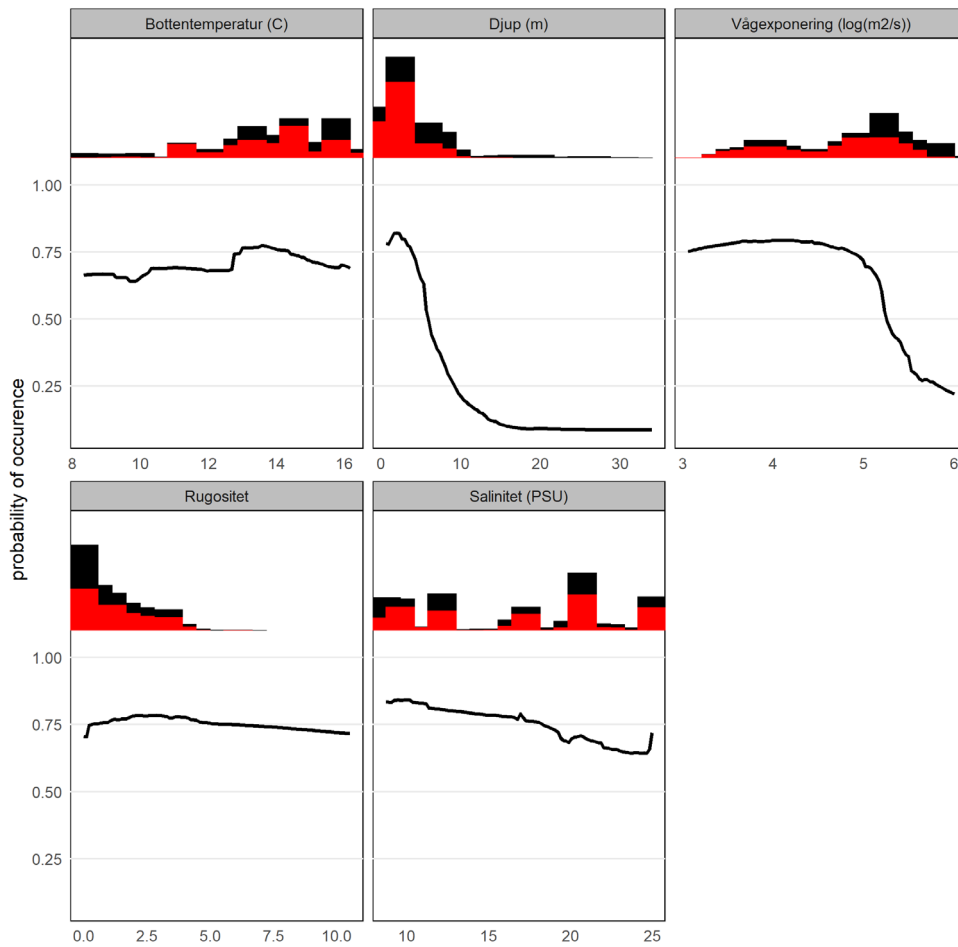 Bottentemperatur (C)
Djup (m)
Vågexponering (log(m2/s))
1.00
0.75
0.50
0.25
8 10 12 14 16
0 10 20 30
3 4 5 6
probability of occurence
Rugositet
Salinitet (PSU)
1.00
0.75
0.50
0.25
0.0 2.5 5.0 7.5 10.0
10 15 20 25